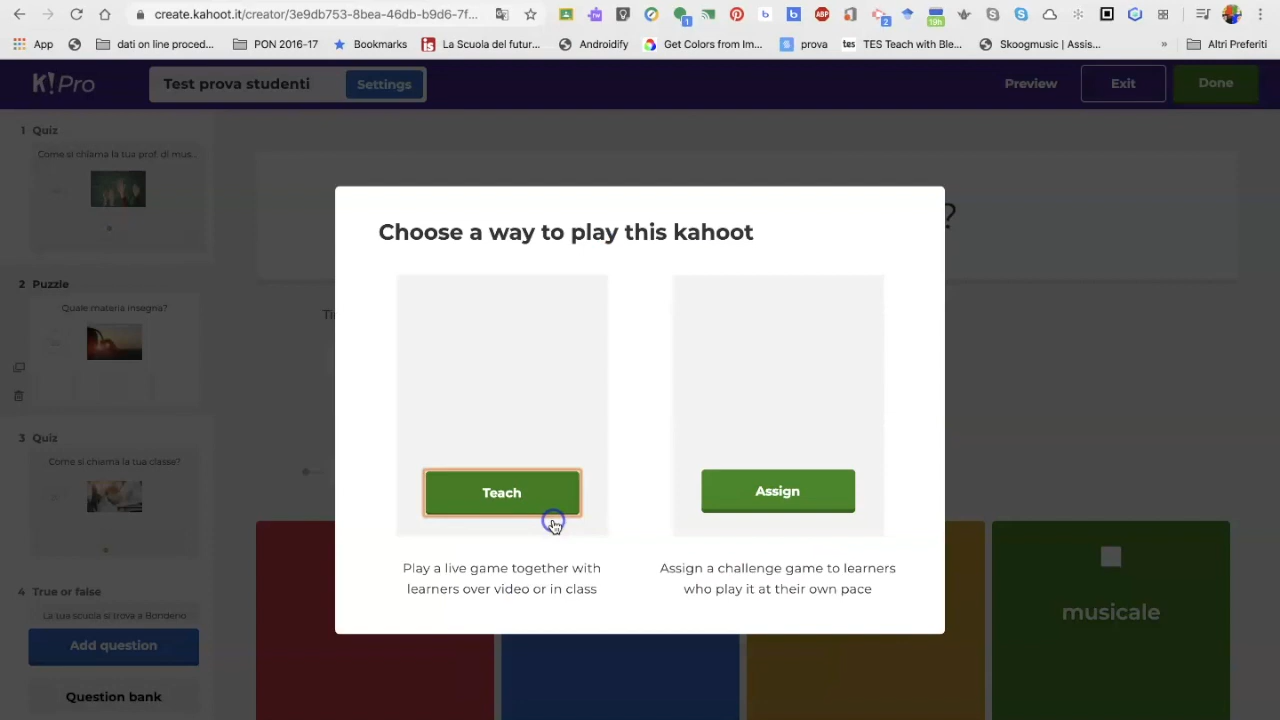 create.kahoot.it/creator/3e9db753-8bea-46db-b9d6-7f...
App
dati on line proced...
PON 2016-17
Bookmarks
La Scuola del futur...
Androidify
Get Colors from Im...
prova
TES Teach with Ble...
Skoogmusic | Assis...
»
Altri Preferiti
K!Pro
Test prova studenti
Settings
Preview
Exit
Done
1 Quiz
Come si chiama la tua prof. di mus...
2 Puzzle
Quale materia insegna?
3 Quiz
Come si chiama la tua classe?
4 True or false
La tua scuola si trova a Bondeno
Add question
Question bank
?
Choose a way to play this kahoot
Teach
Assign
Play a live game together with
learners over video or in class
Assign a challenge game to learners
who play it at their own pace
musicale